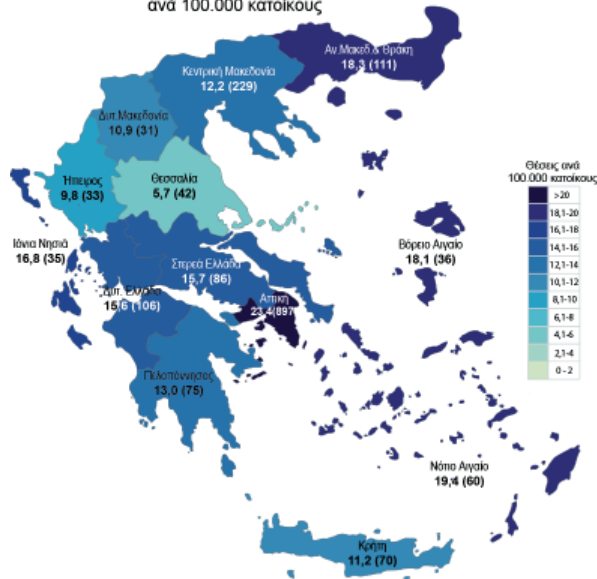 ανά 100.000 κατοίκους
Αν.Μακεδ.& Θράκη
18,3 (111)
Κεντρική Μακεδονία
12,2 (229)
Δυτ.Μακεδονία
10,9 (31)
Ήπειρος
9,8 (33)
Θεσσαλία
5,7 (42)
Θέσεις ανά
100.000 κατοίκους
>20
18,1-20
16,1-18
14,1-16
12,1-14
10,1-12
8,1-10
6,1-8
4,1-6
2,1-4
0 - 2
Ιόνια Νησιά
16,8 (35)
Βόρειο Αιγαίο
18,1 (36)
Στερεά Ελλάδα
15,7 (86)
Δυτ. Ελλάδα
15,6 (106)
Αττική
23,4(897
Πελοπόννησος
13,0 (75)
Νότιο Αιγαίο
19,4 (60)
Κρήτη
11,2 (70)